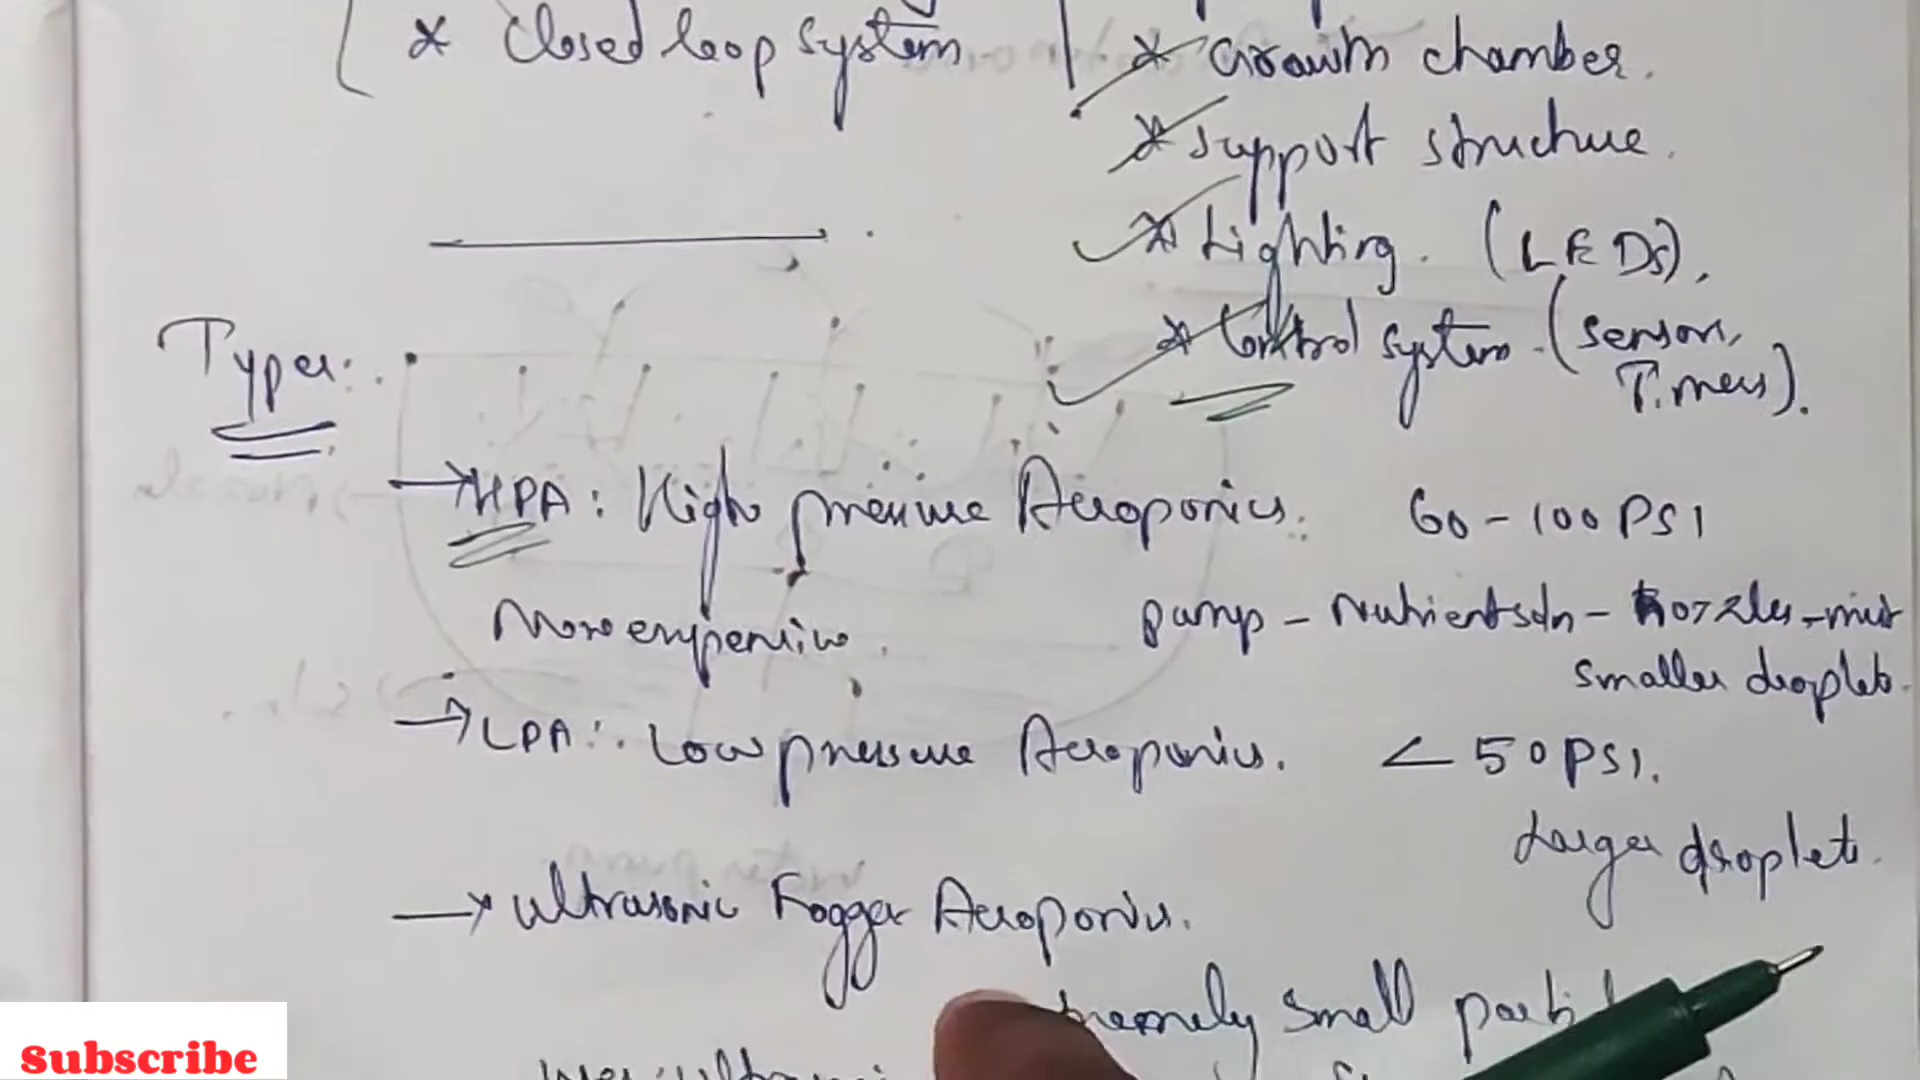 * Closed loop system
* Growth chamber.
* Support structure.
* Lighting. (LEDs).
* Control system - (Sensors,
Timers).
Types:
→ HPA: High pressure Aeroponics. 60 - 100 PSI
More expensive. pump - Nutrient soln - Nozzles - mist
smaller droplets.
→ LPA: Low pressure Aeroponics. < 50 PSI.
Larger droplets.
→ Ultrasonic Fogger Aeroponics.
small
Subscribe